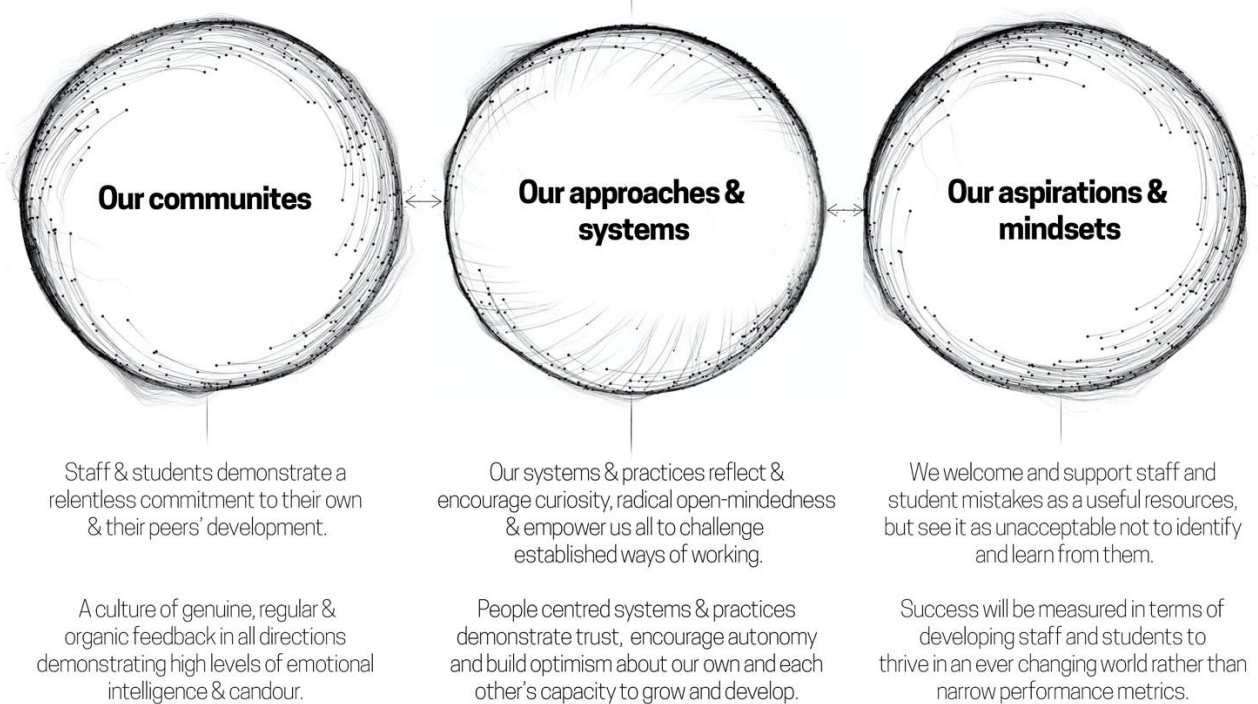 Our communites
Staff & students demonstrate a
relentless commitment to their own
& their peers' development.
A culture of genuine, regular &
organic feedback in all directions
demonstrating high levels of emotional
intelligence & candour.
Our approaches &
systems
Our systems & practices reflect &
encourage curiosity, radical open-mindedness
& empower us all to challenge
established ways of working.
People centred systems & practices
demonstrate trust, encourage autonomy
and build optimism about our own and each
other's capacity to grow and develop.
Our aspirations &
mindsets
We welcome and support staff and
student mistakes as a useful resources,
but see it as unacceptable not to identify
and learn from them.
Success will be measured in terms of
developing staff and students to
thrive in an ever changing world rather than
narrow performance metrics.